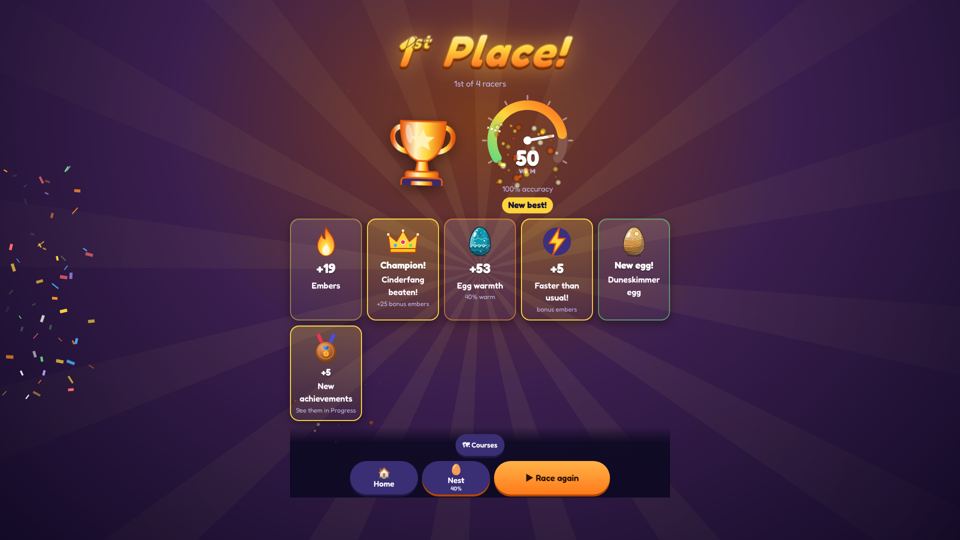 1st Place!
1st of 4 racers
50
WPM
100% accuracy
New best!
+19
Embers
Champion!
Cinderfang
beaten!
+25 bonus embers
+53
Egg warmth
40% warm
+5
Faster than
usual!
bonus embers
New egg!
Duneskimmer
egg
+5
New
achievements
See them in Progress
Courses
Home
Nest
40%
Race again